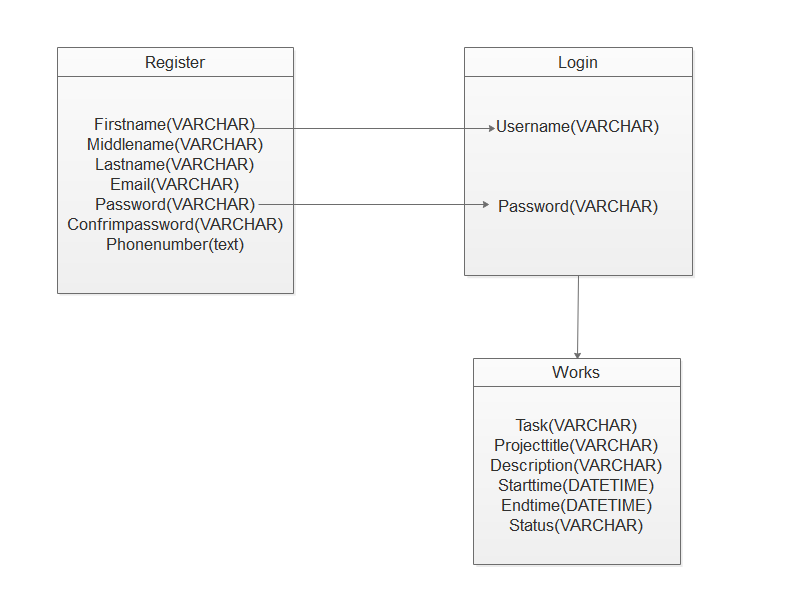 Register
Firstname(VARCHAR)
Middlename(VARCHAR)
Lastname(VARCHAR)
Email(VARCHAR)
Password(VARCHAR)
Confrimpassword(VARCHAR)
Phonenumber(text)
Login
Username(VARCHAR)
Password(VARCHAR)
Works
Task(VARCHAR)
Projecttitle(VARCHAR)
Description(VARCHAR)
Starttime(DATETIME)
Endtime(DATETIME)
Status(VARCHAR)